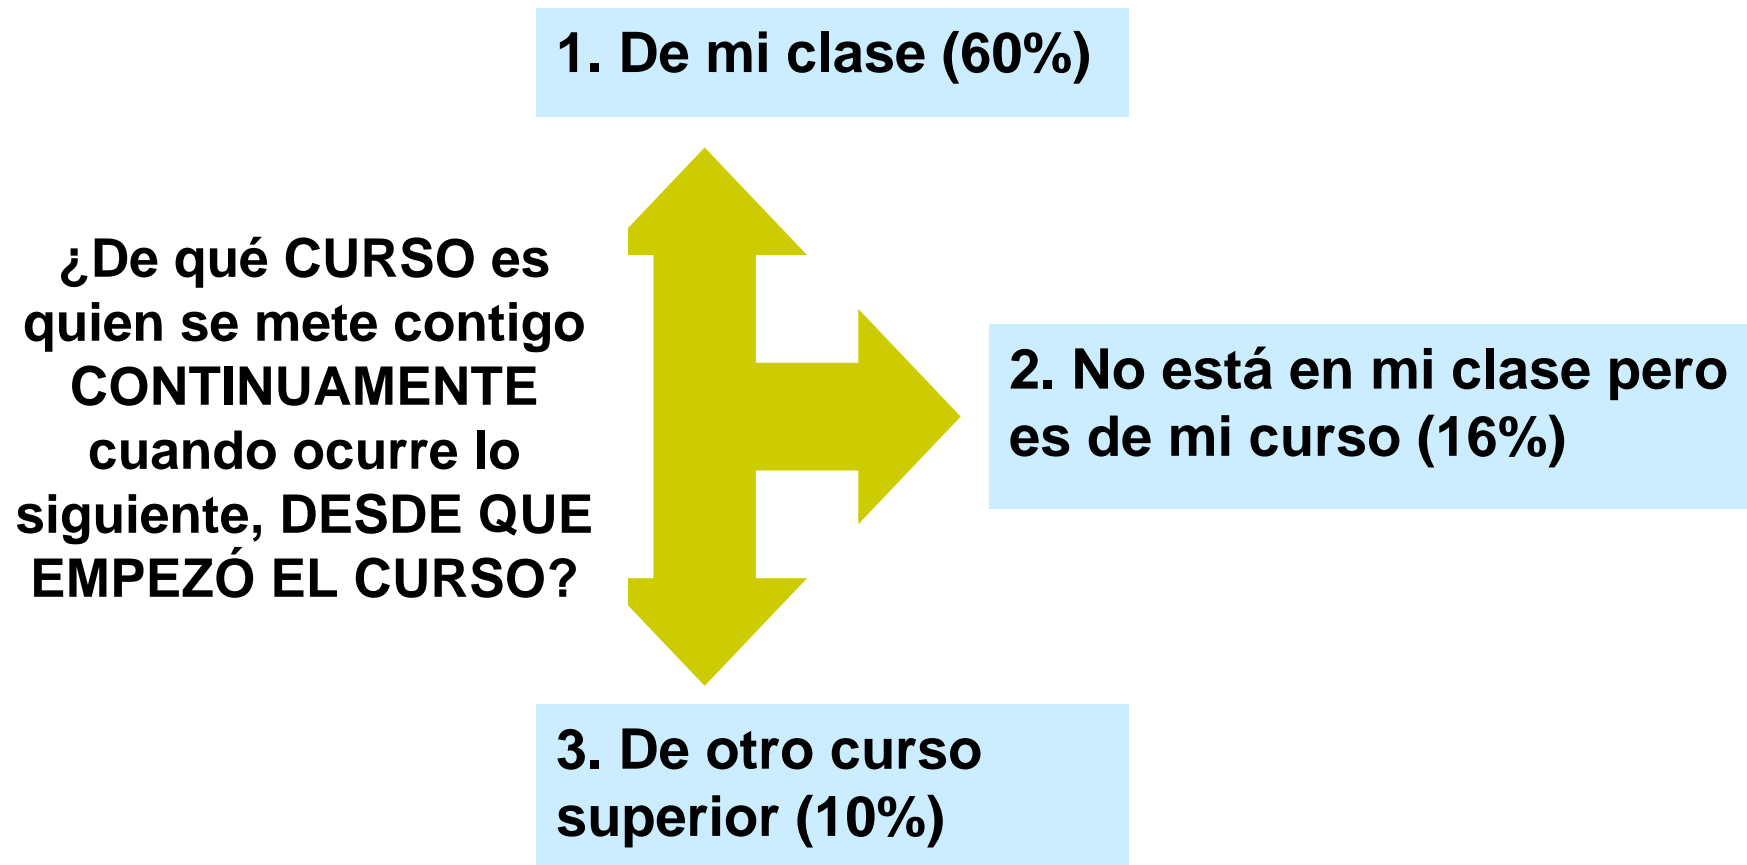 1. De mi clase (60%)
¿De qué CURSO es
quien se mete contigo
CONTINUAMENTE
cuando ocurre lo
siguiente, DESDE QUE
EMPEZÓ EL CURSO?
2. No está en mi clase pero
es de mi curso (16%)
3. De otro curso
superior (10%)